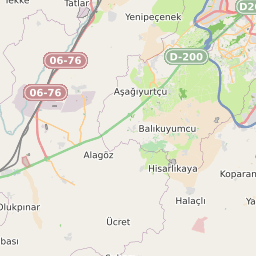 Tatlar
Yenipeçenek
06-76
D-200
Aşağıyurtçu
06-76
Balıkuyumcu
Alagöz
Hisarlıkaya
Koparan
Halaçlı
Olukpınar
Ücret